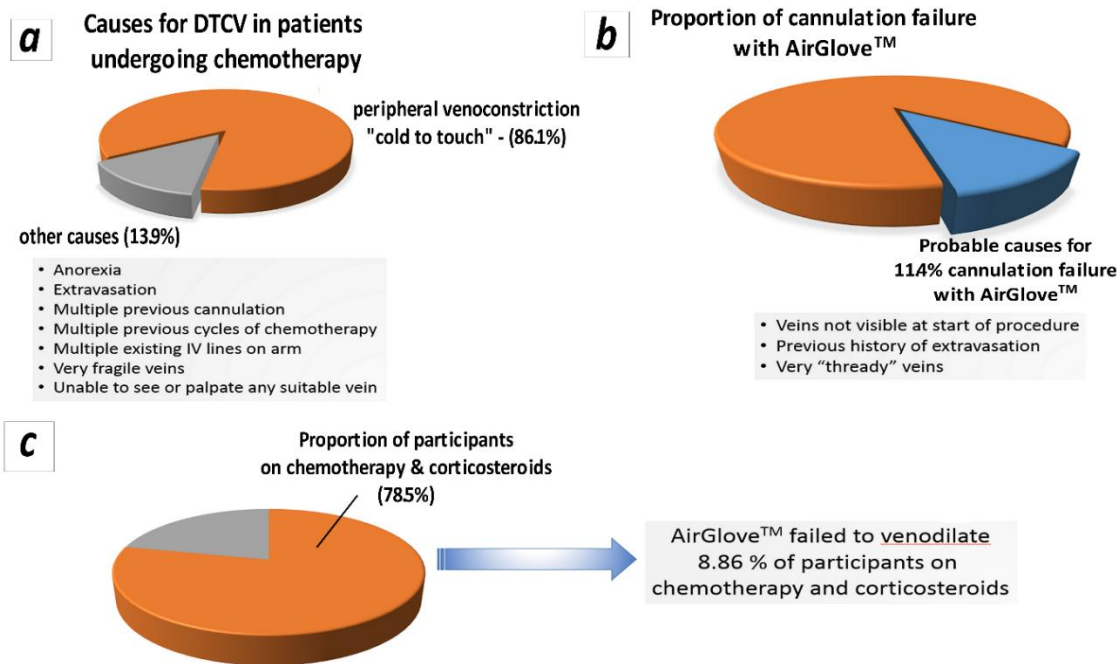 a
Causes for DTCV in patients
undergoing chemotherapy
peripheral venoconstriction
"cold to touch" - (86.1%)
other causes (13.9%)
• Anorexia
• Extravasation
• Multiple previous cannulation
• Multiple previous cycles of chemotherapy
• Multiple existing IV lines on arm
• Very fragile veins
• Unable to see or palpate any suitable vein
b
Proportion of cannulation failure
with AirGlove™
Probable causes for
11.4% cannulation failure
with AirGlove™
• Veins not visible at start of procedure
• Previous history of extravasation
• Very “thready” veins
c
Proportion of participants
on chemotherapy & corticosteroids
(78.5%)
AirGlove™ failed to venodilate
8.86 % of participants on
chemotherapy and corticosteroids